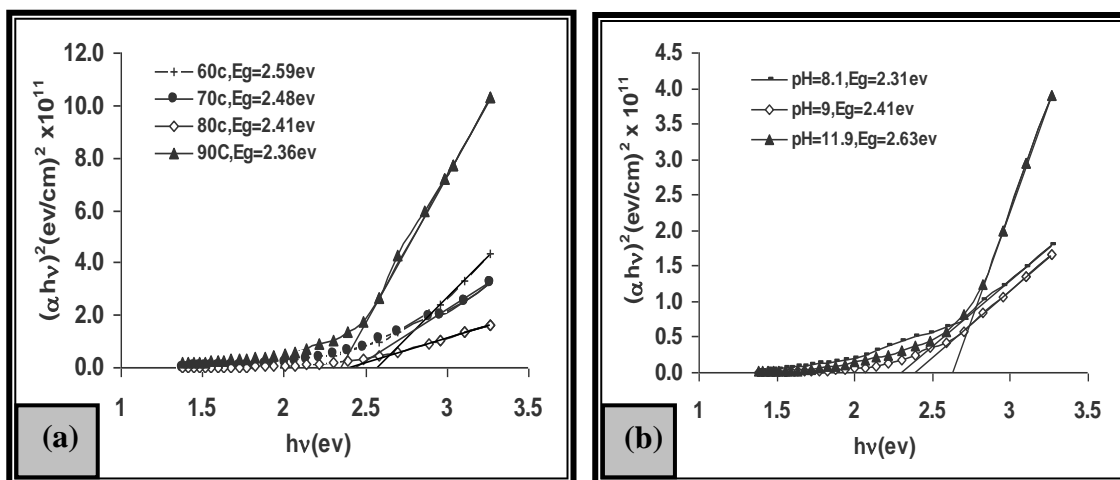 12.0
10.0
8.0
6.0
4.0
2.0
0.0
(α hν)² (ev/cm)² x10¹¹
60c,Eg=2.59ev
70c,Eg=2.48ev
80c,Eg=2.41ev
90C,Eg=2.36ev
1 1.5 2 2.5 3 3.5
hν(ev)
(a)
4.5
4.0
3.5
3.0
2.5
2.0
1.5
1.0
0.5
0.0
(α hν)² (ev/cm)² x 10¹¹
pH=8.1,Eg=2.31ev
pH=9,Eg=2.41ev
pH=11.9,Eg=2.63ev
1 1.5 2 2.5 3 3.5
hν(ev)
(b)